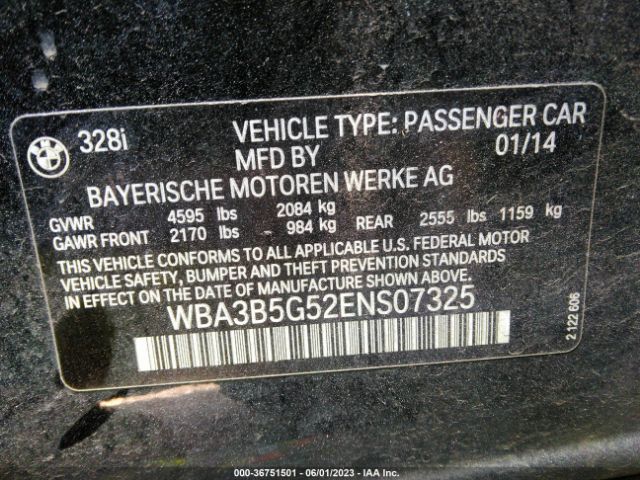 BMW
328i VEHICLE TYPE: PASSENGER CAR
MFD BY 01/14
BAYERISCHE MOTOREN WERKE AG
GVWR 4595 lbs 2084 kg
GAWR FRONT 2170 lbs - 984 kg REAR 2555 lbs 1159 kg
THIS VEHICLE CONFORMS TO ALL APPLICABLE U.S. FEDERAL MOTOR
VEHICLE SAFETY, BUMPER AND THEFT PREVENTION STANDARDS
IN EFFECT ON THE DATE OF MANUFACTURE SHOWN ABOVE.
WBA3B5G52ENS07325
2 122 606
000-36751501 - 06/01/2023 - IAA Inc.